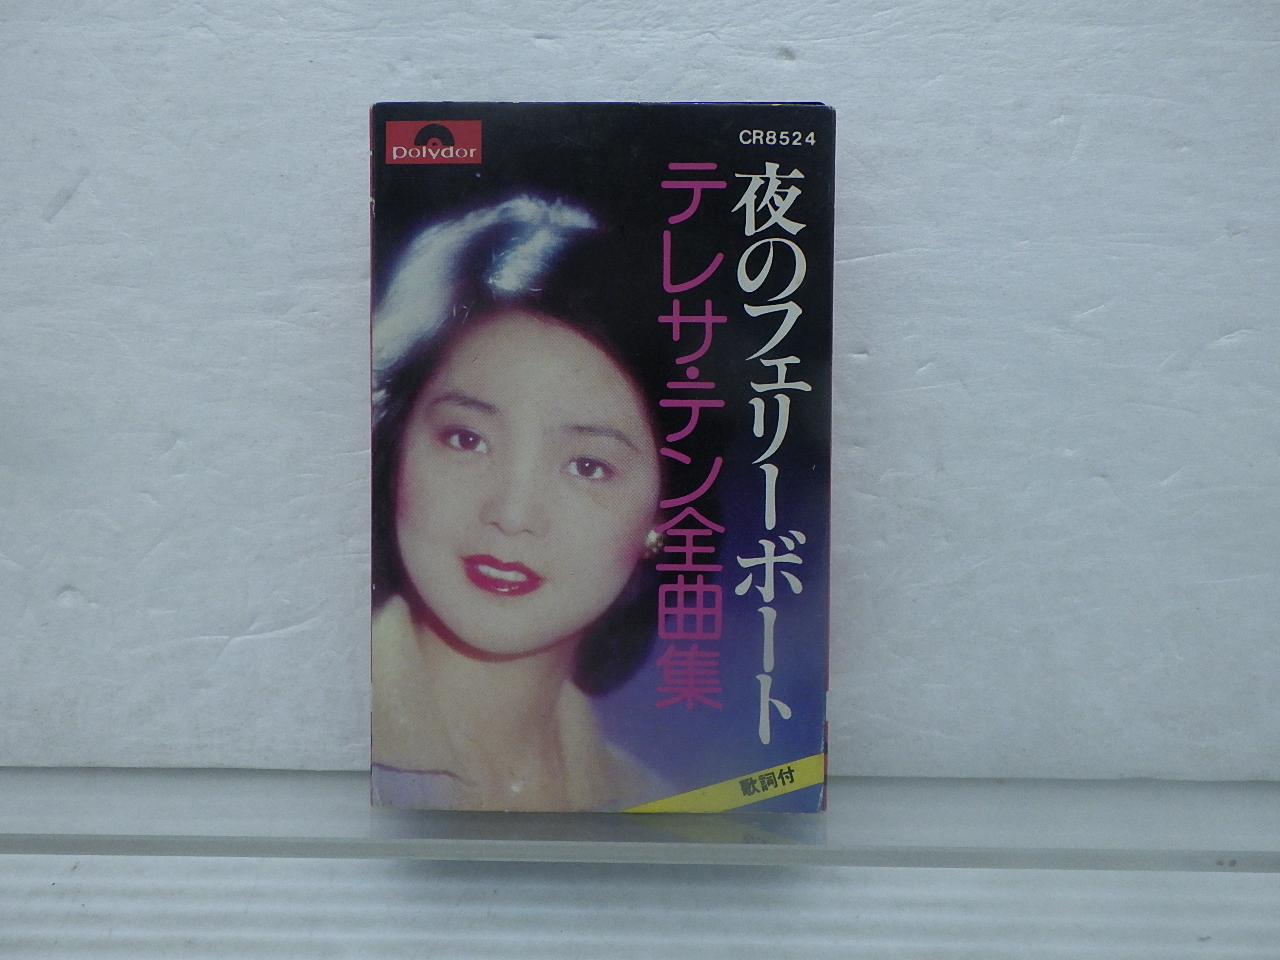 polydor
CR8524
夜のフェリーボート
テレサ・テン全曲集
歌詞付